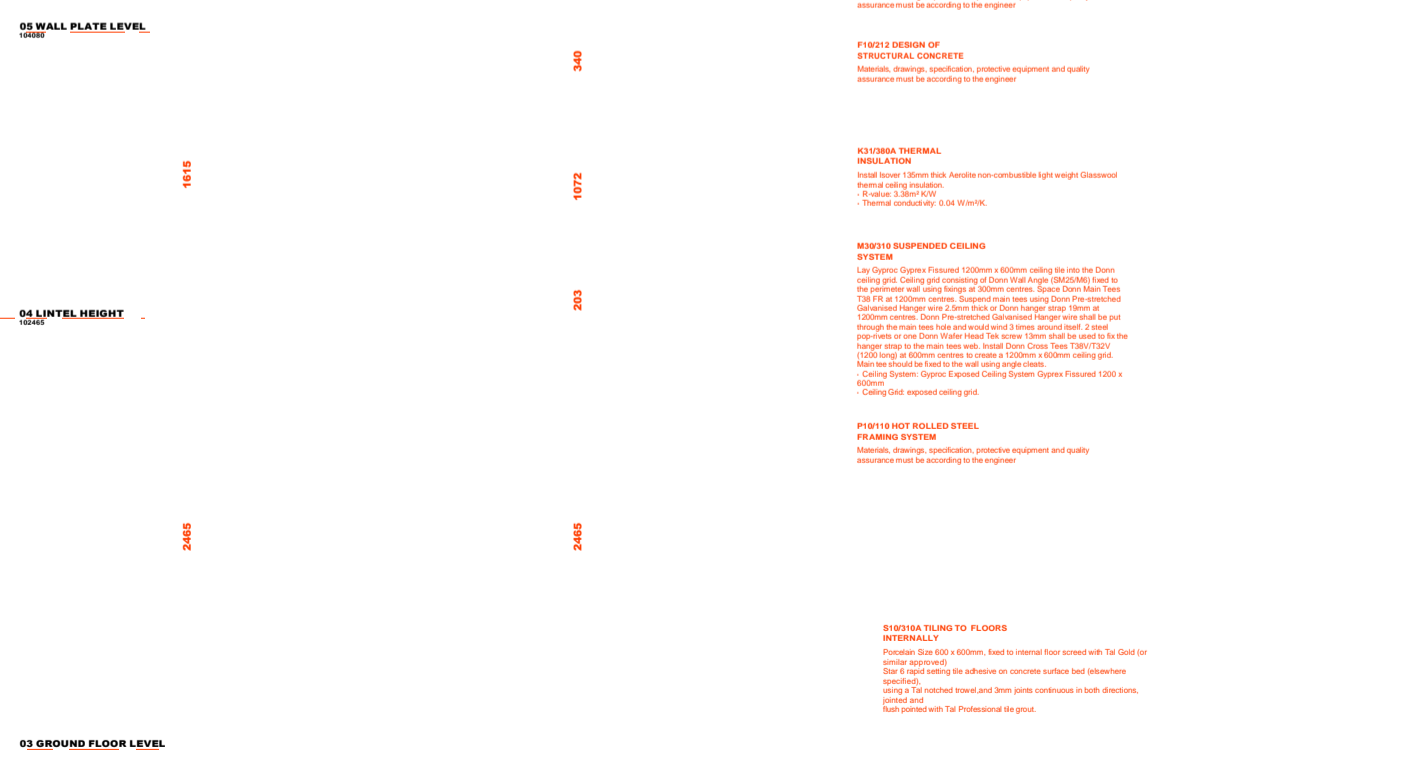 assurance must be according to the engineer
05 WALL PLATE LEVEL
104080
340
F10/212 DESIGN OF
STRUCTURAL CONCRETE
Materials, drawings, specification, protective equipment and quality
assurance must be according to the engineer
1615
1072
K31/380A THERMAL
INSULATION
Install Isover 135mm thick Aerolite non-combustible light weight Glasswool
thermal ceiling insulation.
- R-value: 3.38m² K/W
- Thermal conductivity: 0.04 W/m²/K.
203
04 LINTEL HEIGHT
102465
M30/310 SUSPENDED CEILING
SYSTEM
Lay Gyproc Gyprex Fissured 1200mm x 600mm ceiling tile into the Donn
ceiling grid. Ceiling grid consisting of Donn Wall Angle (SM25/M6) fixed to
the perimeter wall using fixings at 300mm centres. Space Donn Main Tees
T38 FR at 1200mm centres. Suspend main tees using Donn Pre-stretched
Galvanised Hanger wire 2.5mm thick or Donn hanger strap 19mm at
1200mm centres. Donn Pre-stretched Galvanised Hanger wire shall be put
through the main tees hole and would wind 3 times around itself. 2 steel
pop-rivets or one Donn Wafer Head Tek screw 13mm shall be used to fix the
hanger strap to the main tees web. Install Donn Cross Tees T38V/T32V
(1200 long) at 600mm centres to create a 1200mm x 600mm ceiling grid.
Main tee should be fixed to the wall using angle cleats.
- Ceiling System: Gyproc Exposed Ceiling System Gyprex Fissured 1200 x
600mm
- Ceiling Grid: exposed ceiling grid.
P10/110 HOT ROLLED STEEL
FRAMING SYSTEM
Materials, drawings, specification, protective equipment and quality
assurance must be according to the engineer
2465
2465
S10/310A TILING TO FLOORS
INTERNALLY
Porcelain Size 600 x 600mm, fixed to internal floor screed with Tal Gold (or
similar approved)
Star 6 rapid setting tile adhesive on concrete surface bed (elsewhere
specified),
using a Tal notched trowel,and 3mm joints continuous in both directions,
jointed and
flush pointed with Tal Professional tile grout.
03 GROUND FLOOR LEVEL